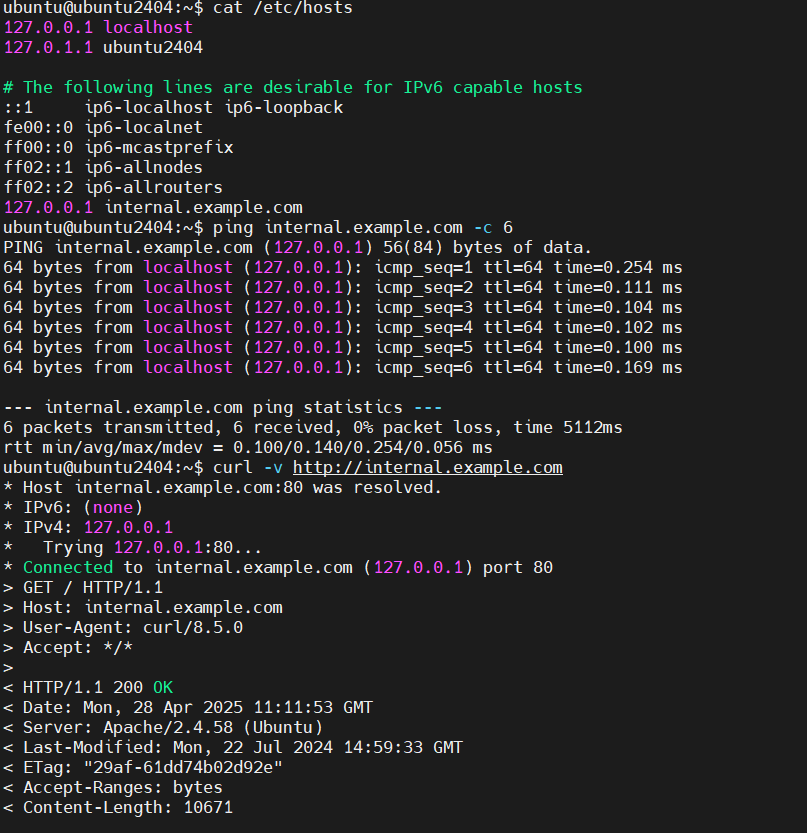 ubuntu@ubuntu2404:~$ cat /etc/hosts
127.0.0.1 localhost
127.0.1.1 ubuntu2404

# The following lines are desirable for IPv6 capable hosts
::1     ip6-localhost ip6-loopback
fe00::0 ip6-localnet
ff00::0 ip6-mcastprefix
ff02::1 ip6-allnodes
ff02::2 ip6-allrouters
127.0.0.1 internal.example.com
ubuntu@ubuntu2404:~$ ping internal.example.com -c 6
PING internal.example.com (127.0.0.1) 56(84) bytes of data.
64 bytes from localhost (127.0.0.1): icmp_seq=1 ttl=64 time=0.254 ms
64 bytes from localhost (127.0.0.1): icmp_seq=2 ttl=64 time=0.111 ms
64 bytes from localhost (127.0.0.1): icmp_seq=3 ttl=64 time=0.104 ms
64 bytes from localhost (127.0.0.1): icmp_seq=4 ttl=64 time=0.102 ms
64 bytes from localhost (127.0.0.1): icmp_seq=5 ttl=64 time=0.100 ms
64 bytes from localhost (127.0.0.1): icmp_seq=6 ttl=64 time=0.169 ms

--- internal.example.com ping statistics ---
6 packets transmitted, 6 received, 0% packet loss, time 5112ms
rtt min/avg/max/mdev = 0.100/0.140/0.254/0.056 ms
ubuntu@ubuntu2404:~$ curl -v http://internal.example.com
* Host internal.example.com:80 was resolved.
* IPv6: (none)
* IPv4: 127.0.0.1
*   Trying 127.0.0.1:80...
* Connected to internal.example.com (127.0.0.1) port 80
> GET / HTTP/1.1
> Host: internal.example.com
> User-Agent: curl/8.5.0
> Accept: */*
>
< HTTP/1.1 200 OK
< Date: Mon, 28 Apr 2025 11:11:53 GMT
< Server: Apache/2.4.58 (Ubuntu)
< Last-Modified: Mon, 22 Jul 2024 14:59:33 GMT
< ETag: "29af-61dd74b02d92e"
< Accept-Ranges: bytes
< Content-Length: 10671